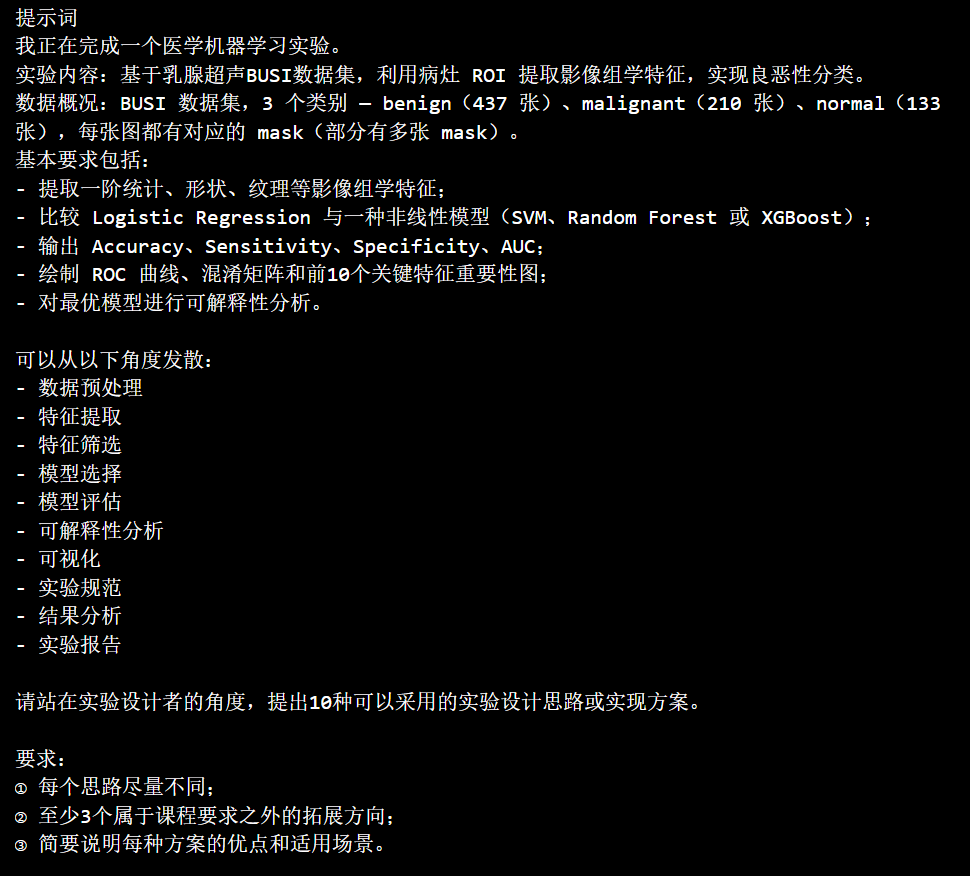 提示词
我正在完成一个医学机器学习实验。
实验内容：基于乳腺超声BUSI数据集，利用病灶 ROI 提取影像组学特征，实现良恶性分类。
数据概况：BUSI 数据集，3 个类别 — benign（437 张）、malignant（210 张）、normal（133
张），每张图都有对应的 mask（部分有多张 mask）。
基本要求包括：
- 提取一阶统计、形状、纹理等影像组学特征；
- 比较 Logistic Regression 与一种非线性模型（SVM、Random Forest 或 XGBoost）；
- 输出 Accuracy、Sensitivity、Specificity、AUC；
- 绘制 ROC 曲线、混淆矩阵和前10个关键特征重要性图；
- 对最优模型进行可解释性分析。
可以从以下角度发散：
- 数据预处理
- 特征提取
- 特征筛选
- 模型选择
- 模型评估
- 可解释性分析
- 可视化
- 实验规范
- 结果分析
- 实验报告
请站在实验设计者的角度，提出10种可以采用的实验设计思路或实现方案。
要求：
① 每个思路尽量不同；
② 至少3个属于课程要求之外的拓展方向；
③ 简要说明每种方案的优点和适用场景。